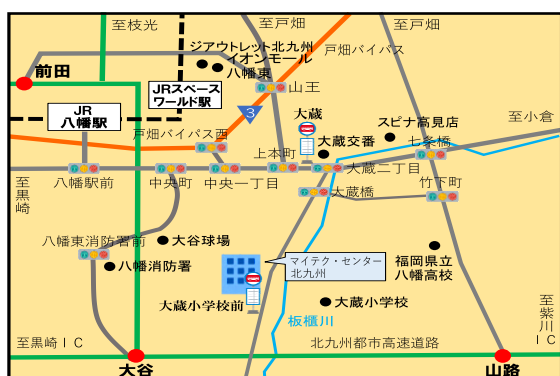 至枝光
至戸畑
至戸畑
ジアウトレット北九州
イオンモール
八幡東
戸畑バイパス
前田
JRスペース
ワールド駅
山王
JR
八幡駅
3
大蔵
スピナ高見店
至小倉
戸畑バイパス西
上本町
大蔵交番
七条橋
至黒崎
八幡駅前
中央町
中央一丁目
大蔵二丁目
大蔵橋
竹下町
八幡東消防署前
大谷球場
八幡消防署
マイテク・センター
北九州
福岡県立
八幡高校
大蔵小学校前
大蔵小学校
板櫃川
至紫川IC
至黒崎IC
北九州都市高速道路
大谷
山路